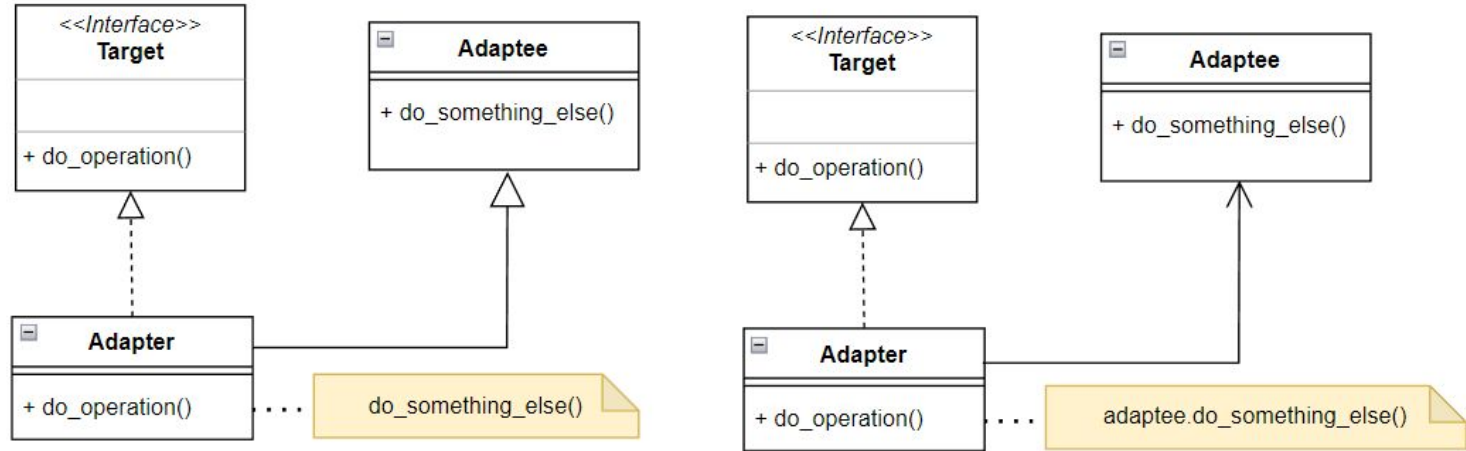 <<Interface>>
Target
+ do_operation()
Adaptee
+ do_something_else()
Adapter
+ do_operation()
do_something_else()
<<Interface>>
Target
+ do_operation()
Adaptee
+ do_something_else()
Adapter
+ do_operation()
adaptee.do_something_else()